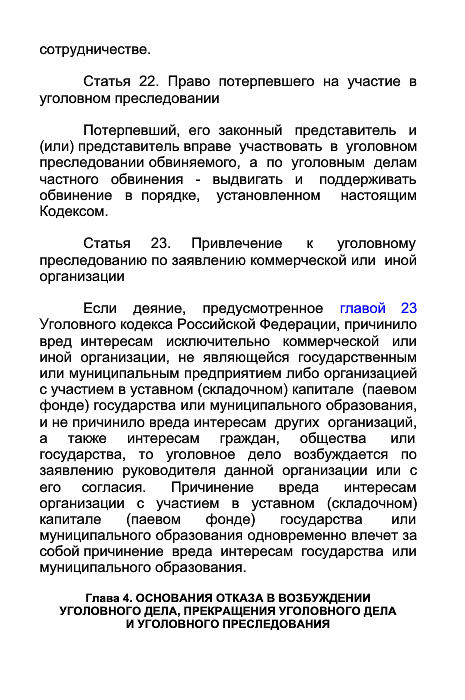 сотрудничестве.
Статья 22. Право потерпевшего на участие в
уголовном преследовании
Потерпевший, его законный представитель и
(или) представитель вправе участвовать в уголовном
преследовании обвиняемого, а по уголовным делам
частного обвинения - выдвигать и поддерживать
обвинение в порядке, установленном настоящим
Кодексом.
Статья 23. Привлечение к уголовному
преследованию по заявлению коммерческой или иной
организации
Если деяние, предусмотренное главой 23
Уголовного кодекса Российской Федерации, причинило
вред интересам исключительно коммерческой или
иной организации, не являющейся государственным
или муниципальным предприятием либо организацией
с участием в уставном (складочном) капитале (паевом
фонде) государства или муниципального образования,
и не причинило вреда интересам других организаций,
а также интересам граждан, общества или
государства, то уголовное дело возбуждается по
заявлению руководителя данной организации или с
его согласия. Причинение вреда интересам
организации с участием в уставном (складочном)
капитале (паевом фонде) государства или
муниципального образования одновременно влечет за
собой причинение вреда интересам государства или
муниципального образования.
Глава 4. ОСНОВАНИЯ ОТКАЗА В ВОЗБУЖДЕНИИ
УГОЛОВНОГО ДЕЛА, ПРЕКРАЩЕНИЯ УГОЛОВНОГО ДЕЛА
И УГОЛОВНОГО ПРЕСЛЕДОВАНИЯ